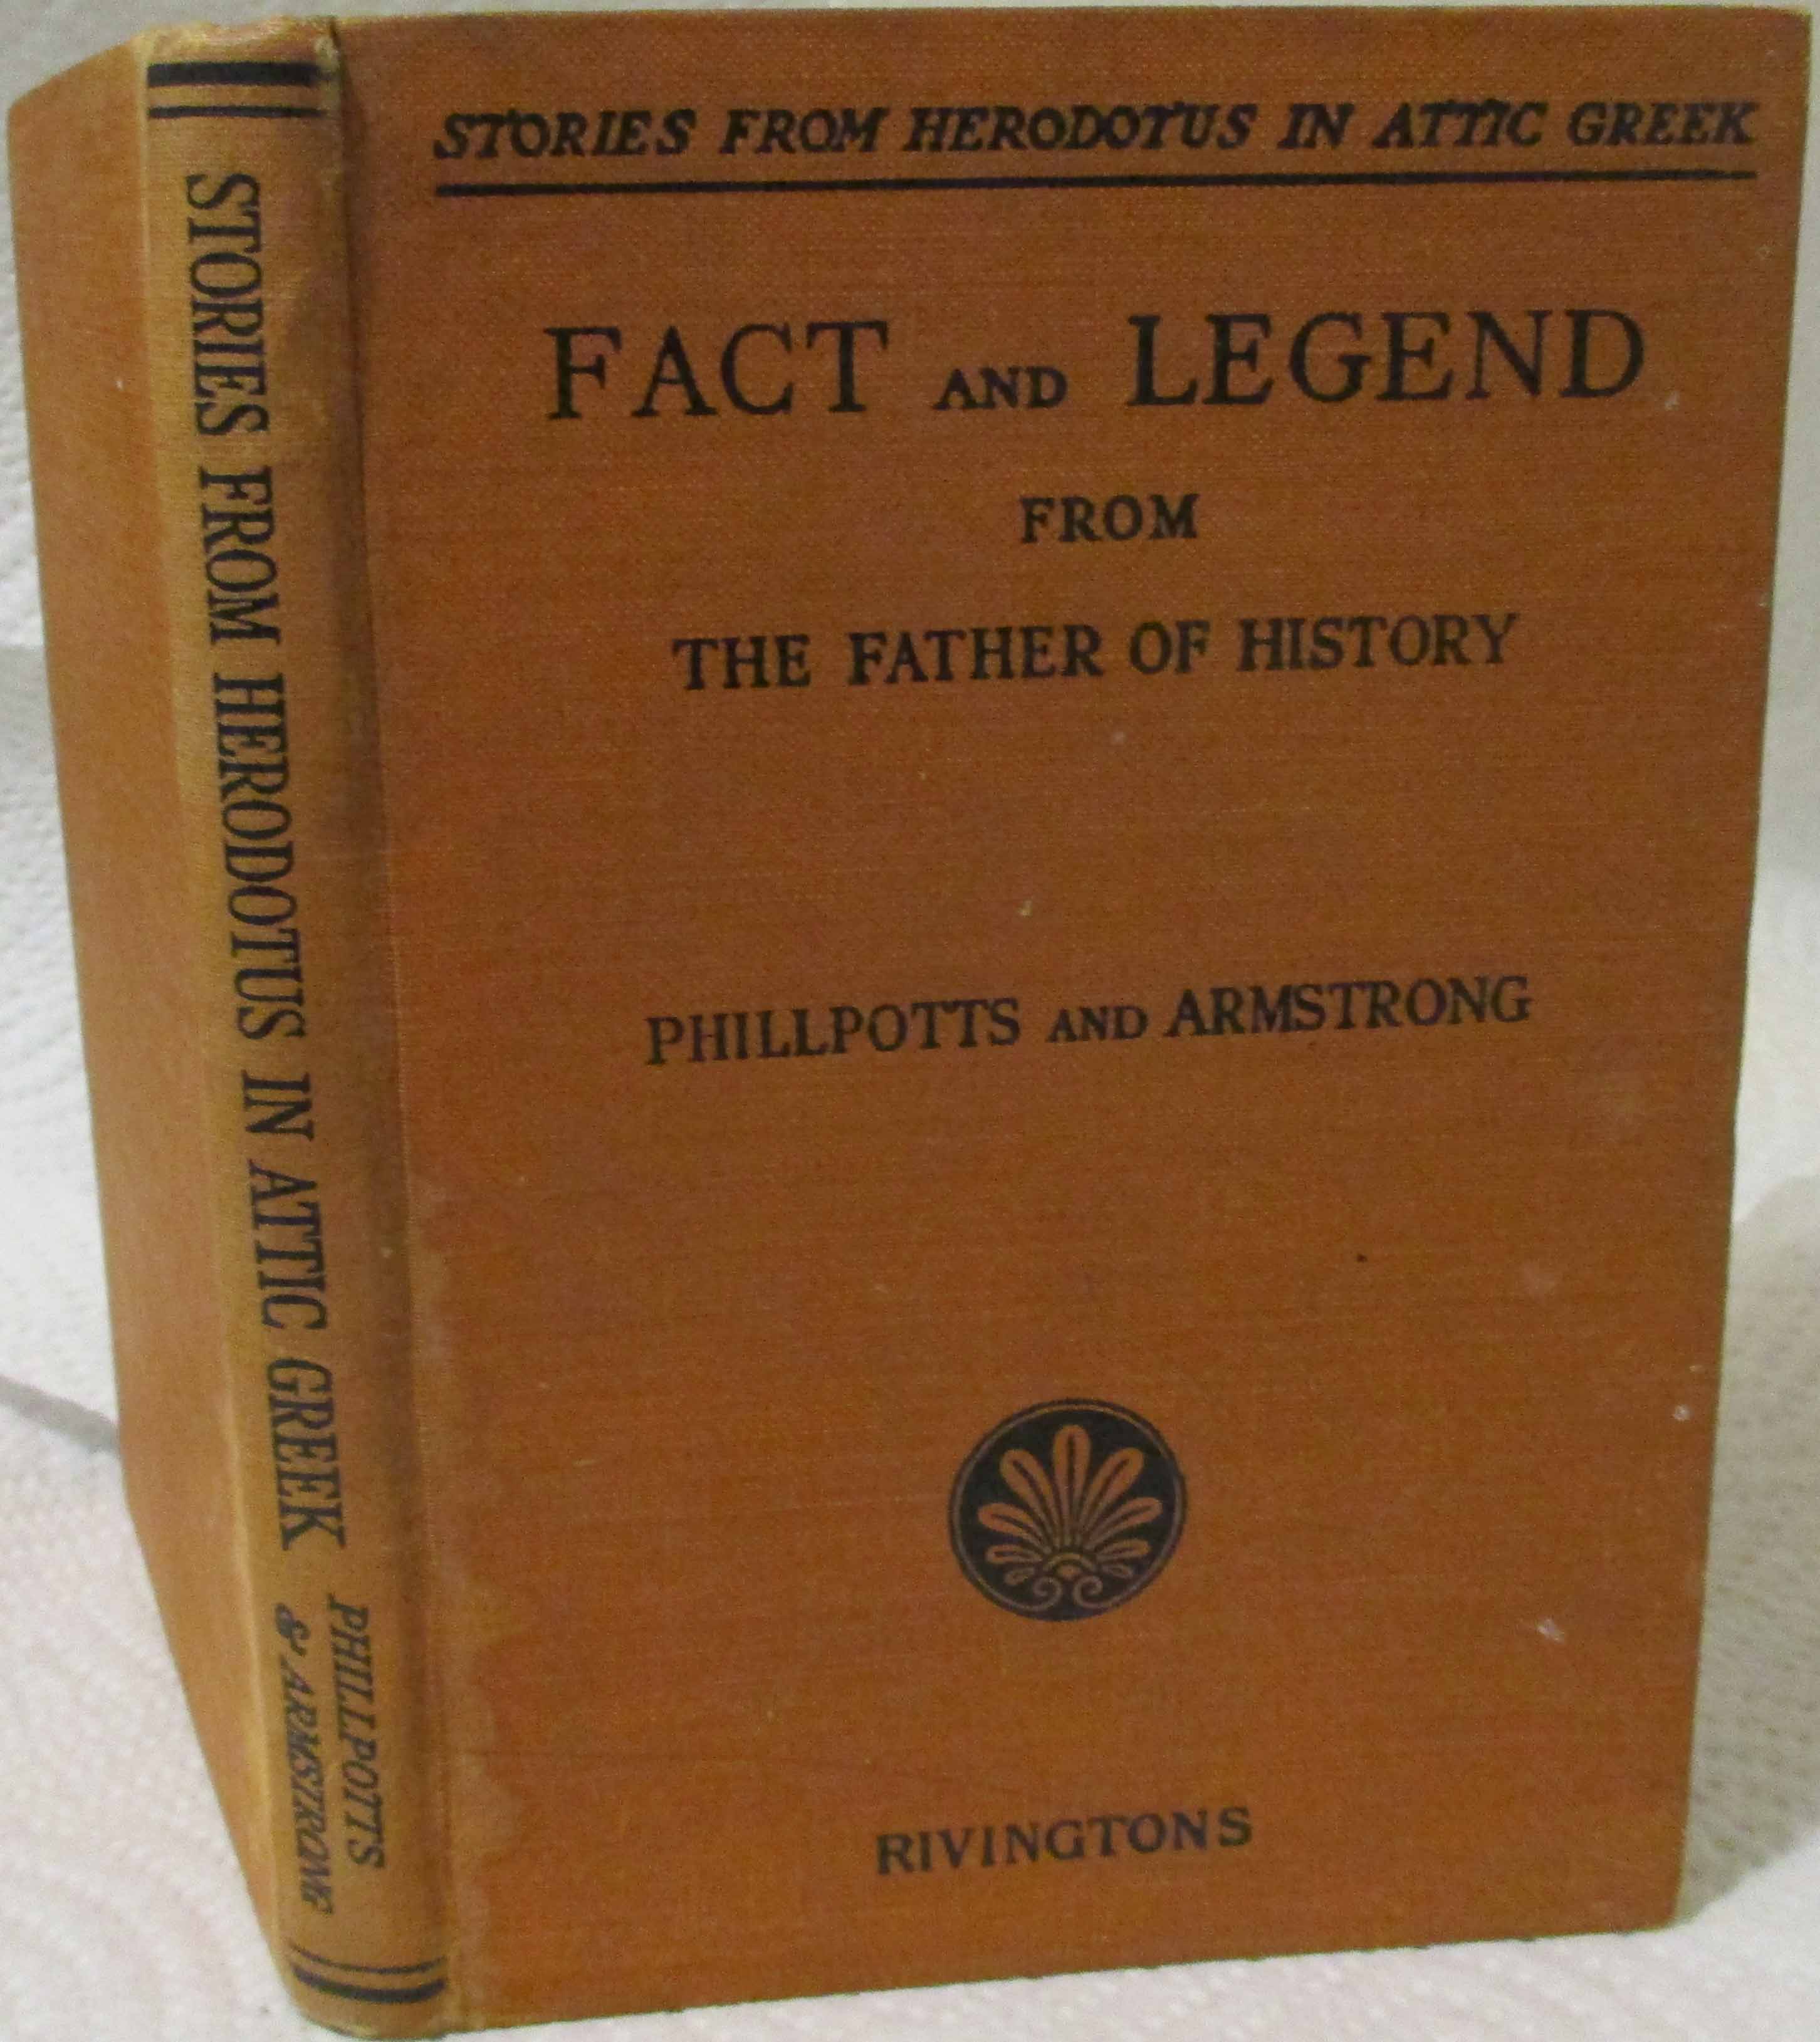 STORIES FROM HERODOTUS IN ATTIC GREEK
FACT AND LEGEND
FROM
THE FATHER OF HISTORY
PHILLPOTTS AND ARMSTRONG
RIVINGTONS
STORIES FROM HERODOTUS IN ATTIC GREEK
PHILLPOTTS
& ARMSTRONG